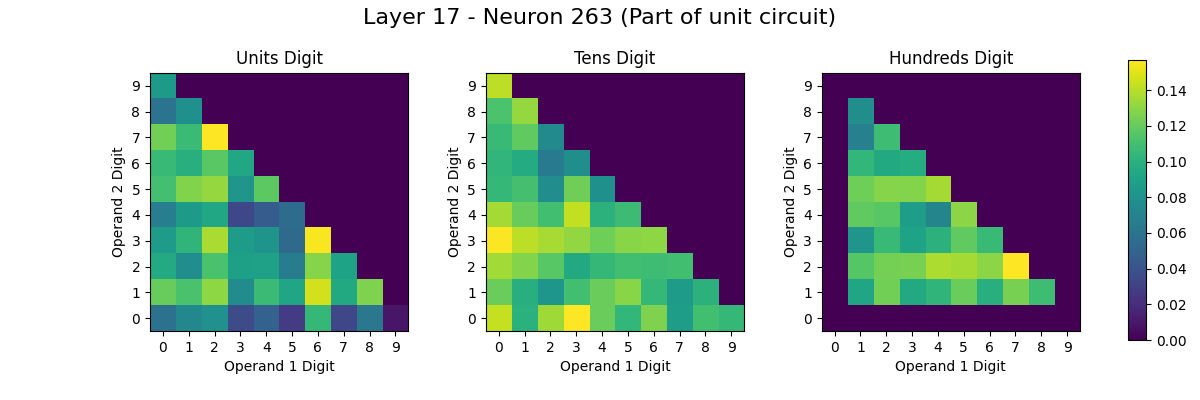 Layer 17 - Neuron 263 (Part of unit circuit)
Units Digit
Tens Digit
Hundreds Digit
Operand 2 Digit
9
8
7
6
5
4
3
2
1
0
0 1 2 3 4 5 6 7 8 9
Operand 1 Digit
Operand 2 Digit
9
8
7
6
5
4
3
2
1
0
0 1 2 3 4 5 6 7 8 9
Operand 1 Digit
Operand 2 Digit
9
8
7
6
5
4
3
2
1
0
0 1 2 3 4 5 6 7 8 9
Operand 1 Digit
0.14
0.12
0.10
0.08
0.06
0.04
0.02
0.00